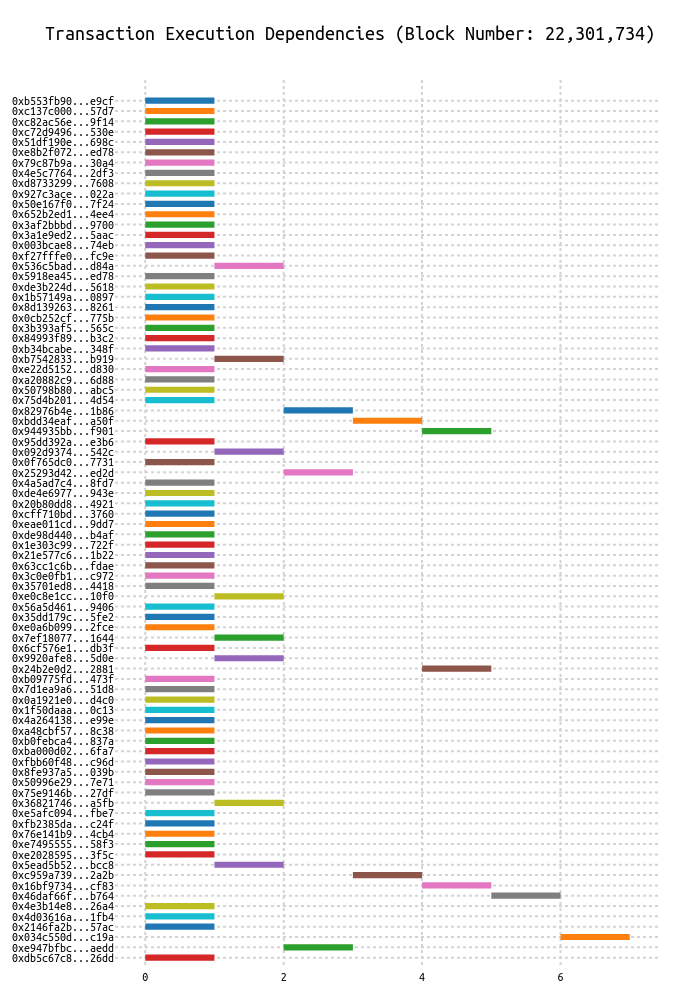 Transaction Execution Dependencies (Block Number: 22,301,734)
0xb553fb90...e9cf
0xc137c000...57d7
0xc82ac56e...9f14
0xc72d9496...530e
0x51df190e...698c
0xe8b2f072...ed78
0x79c87b9a...30a4
0x4e5c7764...2df3
0xd8733299...7608
0x927c3ace...022a
0x50e167f0...7f24
0x652b2ed1...4ee4
0x3af2bbbd...9700
0x3a1e9ed2...5aac
0x003bcae8...74eb
0xf27fffe0...fc9e
0x536c5bad...d84a
0x5918ea45...ed78
0xde3b224d...5618
0x1b57149a...0897
0x8d139263...8261
0x0cb252cf...775b
0x3b393af5...565c
0x84993f89...b3c2
0xb34bcabe...348f
0xb7542833...b919
0xe22d5152...d830
0xa20882c9...6d88
0x50798b80...abc5
0x75d4b201...4d54
0x82976b4e...1b86
0xbdd34eaf...a50f
0x944935bb...f901
0x95dd392a...e3b6
0x092d9374...542c
0x0f765dc0...7731
0x25293d42...ed2d
0x4a5ad7c4...8fd7
0xde4e6977...943e
0x20b80dd8...4921
0xcff710bd...3760
0xeae011cd...9dd7
0xde98d440...b4af
0x1e303c99...722f
0x21e577c6...1b22
0x63cc1c6b...fdae
0x3c0e0fb1...c972
0x35701ed8...4418
0xe0c8e1cc...10f0
0x56a5d461...9406
0x35dd179c...5fe2
0xe0a6b099...2fce
0x7ef18077...1644
0x6cf576e1...db3f
0x9920afe8...5d0e
0x24b2e0d2...2881
0xb09775fd...473f
0x7d1ea9a6...51d8
0x0a1921e0...d4c0
0x1f50daaa...0c13
0x4a264138...e99e
0xa48cbf57...8c38
0xb0febca4...837a
0xba000d02...6fa7
0xfbb60f48...c96d
0x8fe937a5...039b
0x50996e29...7e71
0x75e9146b...27df
0x36821746...a5fb
0xe5afc094...fbe7
0xfb2385da...c24f
0x76e141b9...4cb4
0xe7495555...58f3
0xe2028595...3f5c
0x5ead5b52...bcc8
0xc959a739...2a2b
0x16bf9734...cf83
0x46daf66f...b764
0x4e3b14e8...26a4
0x4d03616a...1fb4
0x2146fa2b...57ac
0x034c550d...c19a
0xe947bfbc...aedd
0xdb5c67c8...26dd
0 2 4 6